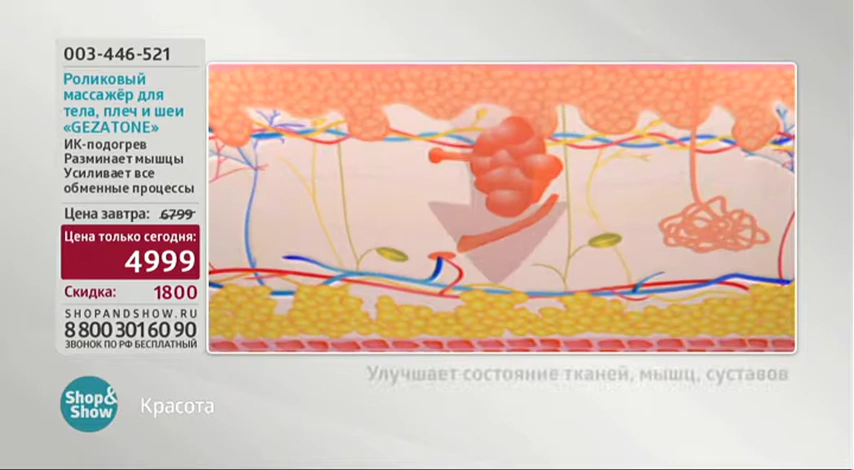 003-446-521
Роликовый
массажёр для
тела, плеч и шеи
«GEZATONE»
ИК-подогрев
Разминает мышцы
Усиливает все
обменные процессы
Цена завтра: 6799
Цена только сегодня:
4999
Скидка: 1800
SHOPANDSHOW.RU
8 800 301 60 90
ЗВОНОК ПО РФ БЕСПЛАТНЫЙ
Улучшает состояние тканей, мышц, суставов
Shop&
Show
Красота